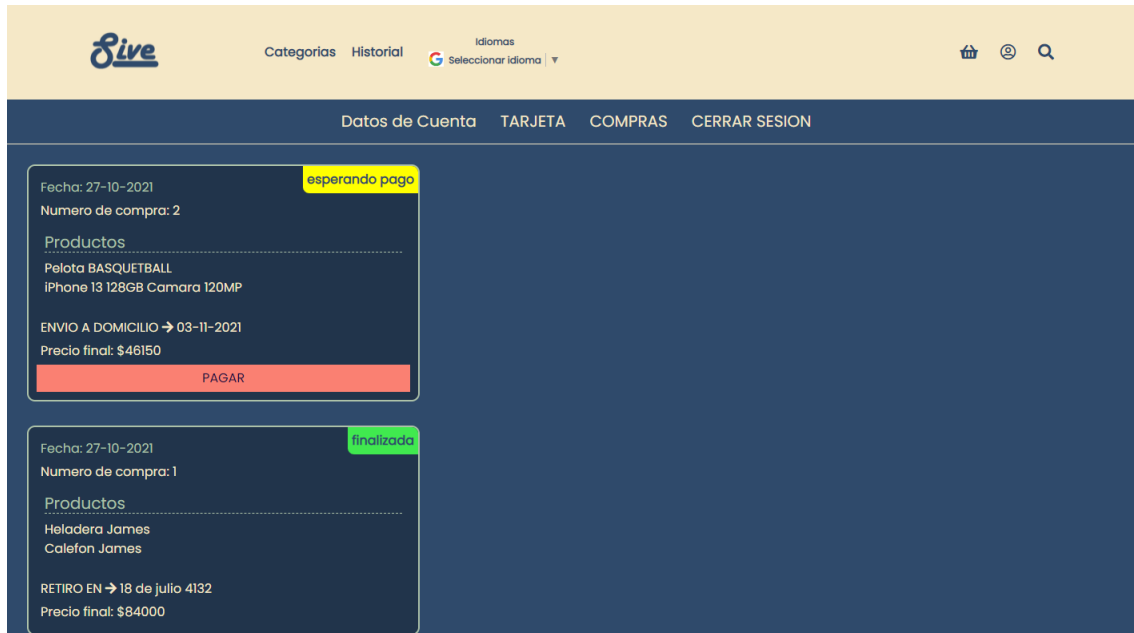 Sive
Categorias Historial
Idiomas
Seleccionar idioma ▼
Datos de Cuenta TARJETA COMPRAS CERRAR SESION
esperando pago
Fecha: 27-10-2021
Numero de compra: 2
Productos
Pelota BASQUETBALL
iPhone 13 128GB Camara 120MP
ENVIO A DOMICILIO → 03-11-2021
Precio final: $46150
PAGAR
finalizada
Fecha: 27-10-2021
Numero de compra: 1
Productos
Heladera James
Calefon James
RETIRO EN → 18 de julio 4132
Precio final: $84000